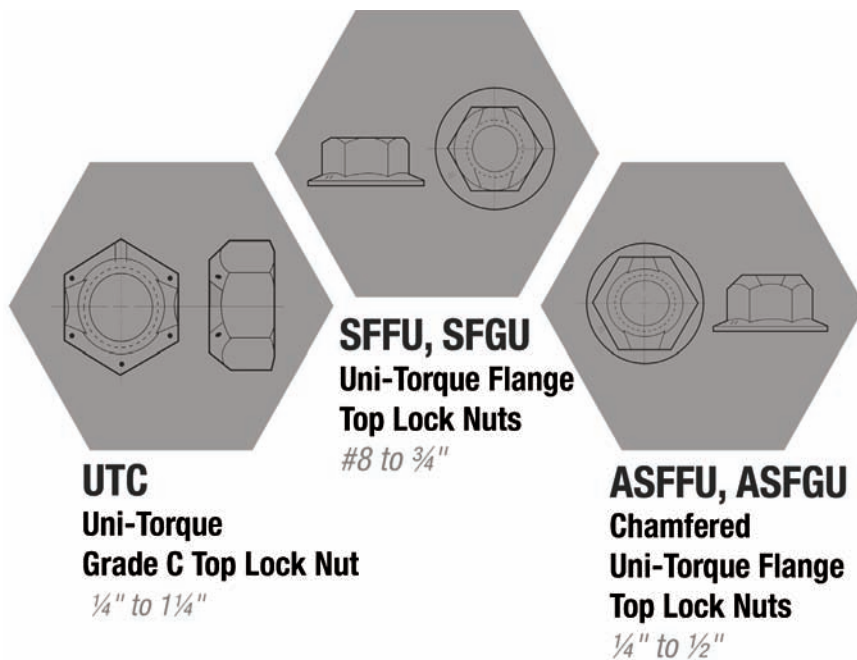 UTC
Uni-Torque
Grade C Top Lock Nut
¼" to 1¼"
SFFU, SFGU
Uni-Torque Flange
Top Lock Nuts
#8 to ¾"
ASFFU, ASFGU
Chamfered
Uni-Torque Flange
Top Lock Nuts
¼" to ½"